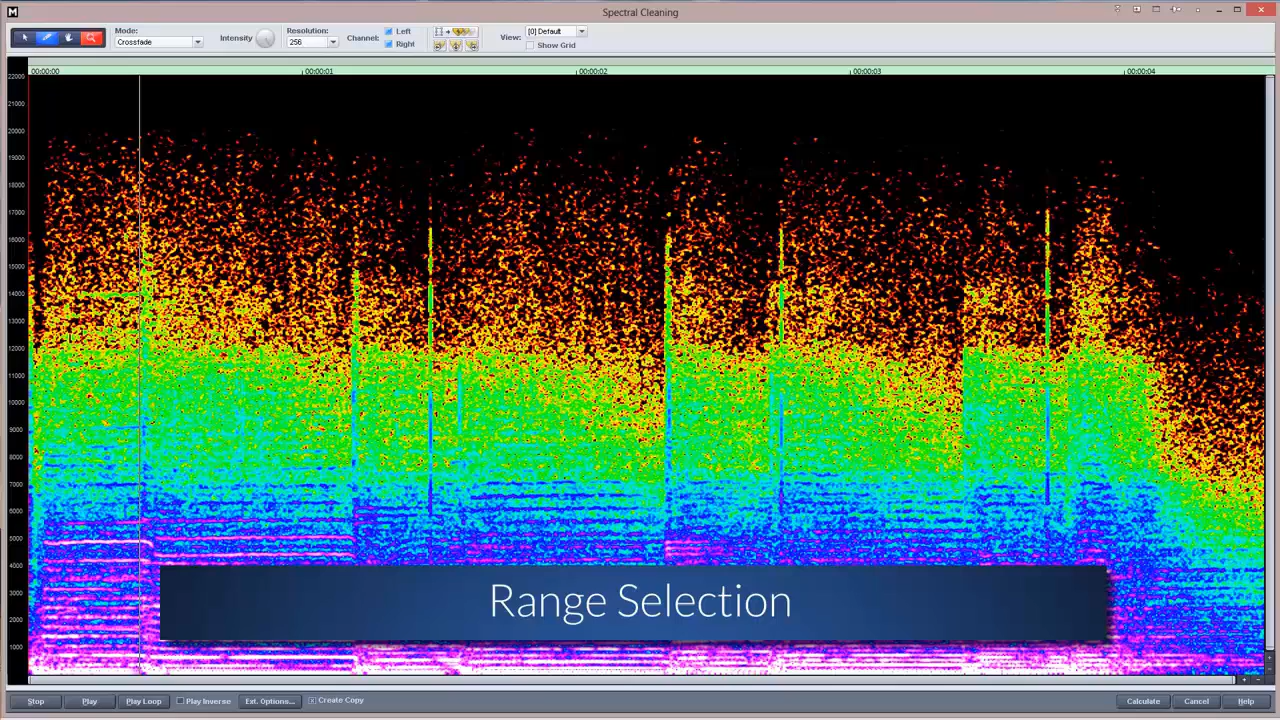 M
Spectral Cleaning
Mode:
Crossfade
Intensity
Resolution:
256
Channel:
Left
Right
View:
[0] Default
Show Grid
00:00:00
00:00:01
00:00:02
00:00:03
00:00:04
22000
21000
20000
19000
18000
17000
16000
15000
14000
13000
12000
11000
10000
9000
8000
7000
6000
5000
4000
3000
2000
1000
Range Selection
Stop
Play
Play Loop
Play Inverse
Ext. Options...
Create Copy
Calculate
Cancel
Help